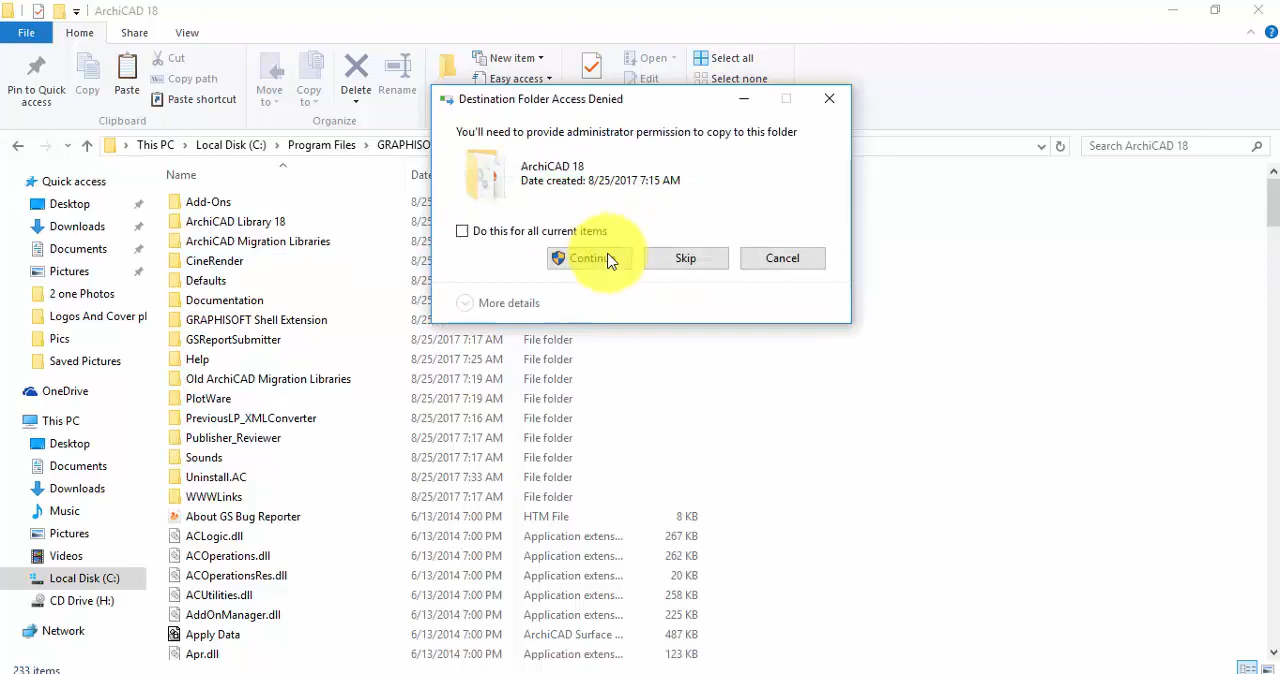 ArchiCAD 18
File Home Share View
Pin to Quick access
Copy
Paste
Cut
Copy path
Paste shortcut
Clipboard
Move to
Copy to
Delete
Rename
Organize
New item
Easy access
Open
Edit
Select all
Select none
This PC Local Disk (C:) Program Files GRAPHISO
Search ArchiCAD 18
Destination Folder Access Denied
You'll need to provide administrator permission to copy to this folder
ArchiCAD 18
Date created: 8/25/2017 7:15 AM
Do this for all current items
Skip
Cancel
More details
Quick access
Desktop
Downloads
Documents
Pictures
2 one Photos
Logos And Cover pl
Pics
Saved Pictures
OneDrive
This PC
Desktop
Documents
Downloads
Music
Pictures
Videos
Local Disk (C:)
CD Drive (H:)
Network
Name
Add-Ons
ArchiCAD Library 18
ArchiCAD Migration Libraries
CineRender
Defaults
Documentation
GRAPHISOFT Shell Extension
GSReportSubmitter 8/25/2017 7:17 AM File folder
Help 8/25/2017 7:25 AM File folder
Old ArchiCAD Migration Libraries 8/25/2017 7:19 AM File folder
PlotWare 8/25/2017 7:19 AM File folder
PreviousLP_XMLConverter 8/25/2017 7:16 AM File folder
Publisher_Reviewer 8/25/2017 7:17 AM File folder
Sounds 8/25/2017 7:17 AM File folder
Uninstall.AC 8/25/2017 7:33 AM File folder
WWWLinks 8/25/2017 7:17 AM File folder
About GS Bug Reporter 6/13/2014 7:00 PM HTM File 8 KB
ACLogic.dll 6/13/2014 7:00 PM Application extens... 267 KB
ACOperations.dll 6/13/2014 7:00 PM Application extens... 262 KB
ACOperationsRes.dll 6/13/2014 7:00 PM Application extens... 20 KB
ACUtilities.dll 6/13/2014 7:00 PM Application extens... 258 KB
AddOnManager.dll 6/13/2014 7:00 PM Application extens... 225 KB
Apply Data 6/13/2014 7:00 PM ArchiCAD Surface ... 487 KB
Apr.dll 6/13/2014 7:00 PM Application extens... 123 KB
233 items